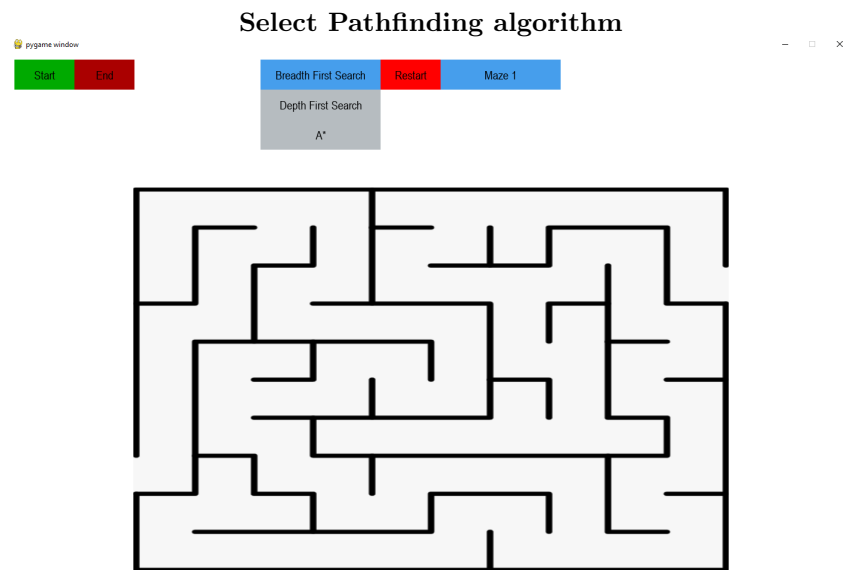 Select Pathfinding algorithm
pygame window
Start End Breadth First Search Restart Maze 1
Depth First Search
A*